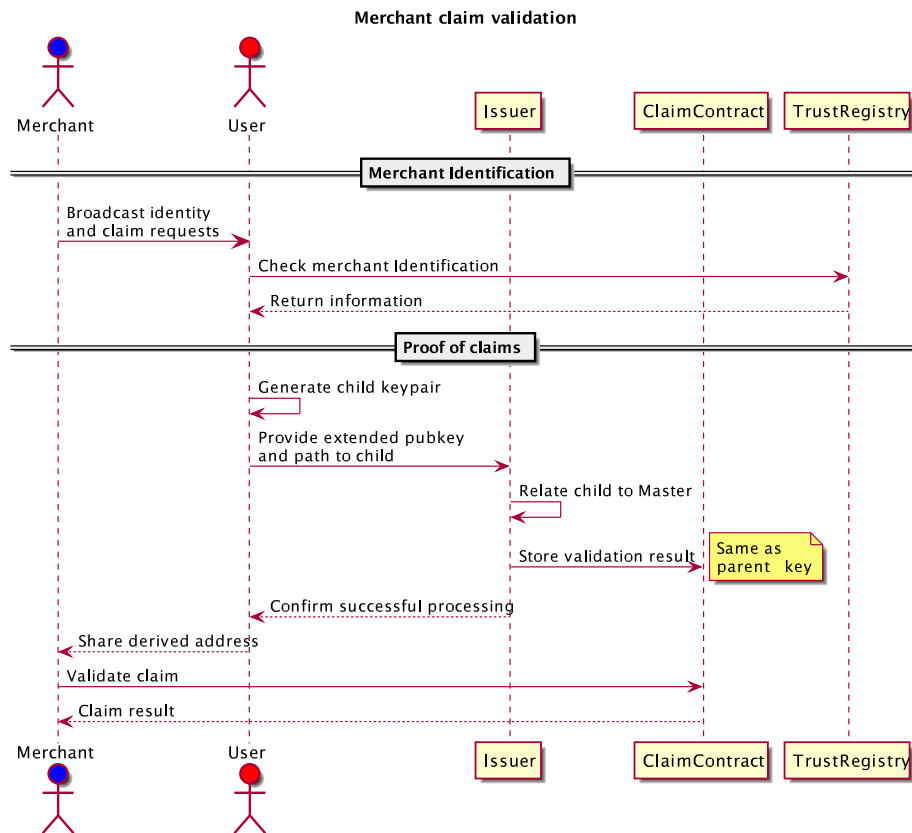 Merchant claim validation
Merchant
User
Issuer
ClaimContract
TrustRegistry
Merchant Identification
Broadcast identity
and claim requests
Check merchant Identification
Return information
Proof of claims
Generate child keypair
Provide extended pubkey
and path to child
Relate child to Master
Store validation result
Same as
parent key
Confirm successful processing
Share derived address
Validate claim
Claim result
Merchant
User
Issuer
ClaimContract
TrustRegistry